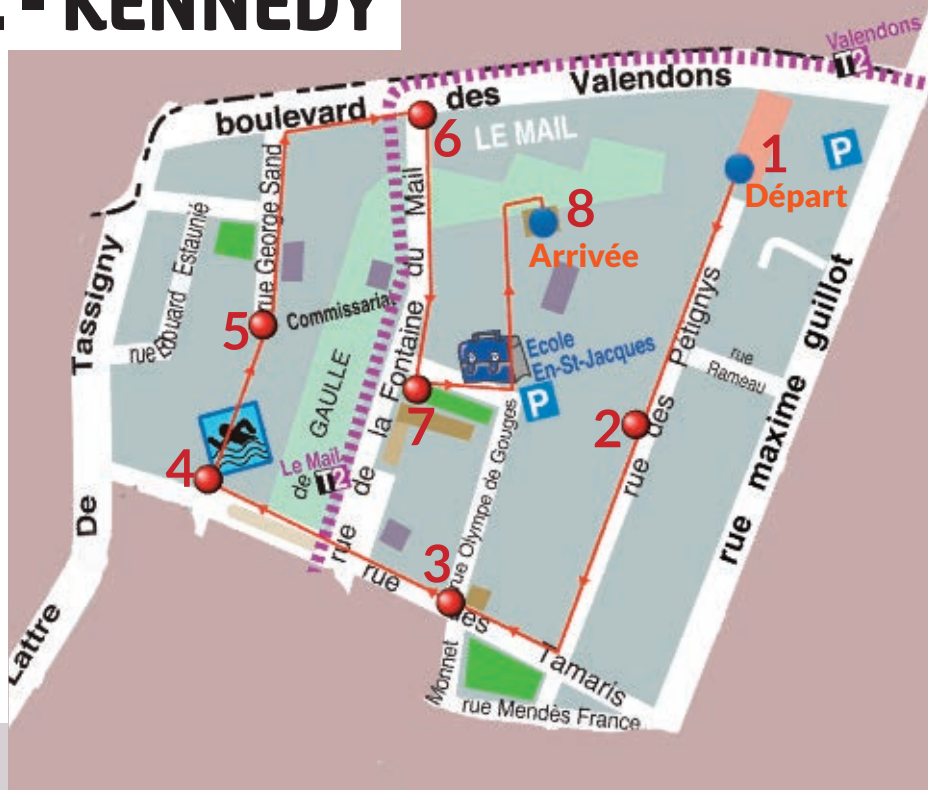 - KENNEDY
Valendons
T2
boulevard des Valendons
6
LE MAIL
1
P
Départ
8
Arrivée
rue George Sand
rue Edouard Estaunié
Tassigny
De
Lattre
5
Commissariat
GAULLE
de
Le Mail
T2
rue de la Fontaine du Mail
Ecole
En-St-Jacques
P
7
4
2
rue des Pétignys
rue
Rameau
rue maxime guillot
rue Olympe de Gouges
3
rue des Tamaris
Monnet
rue Mendès France